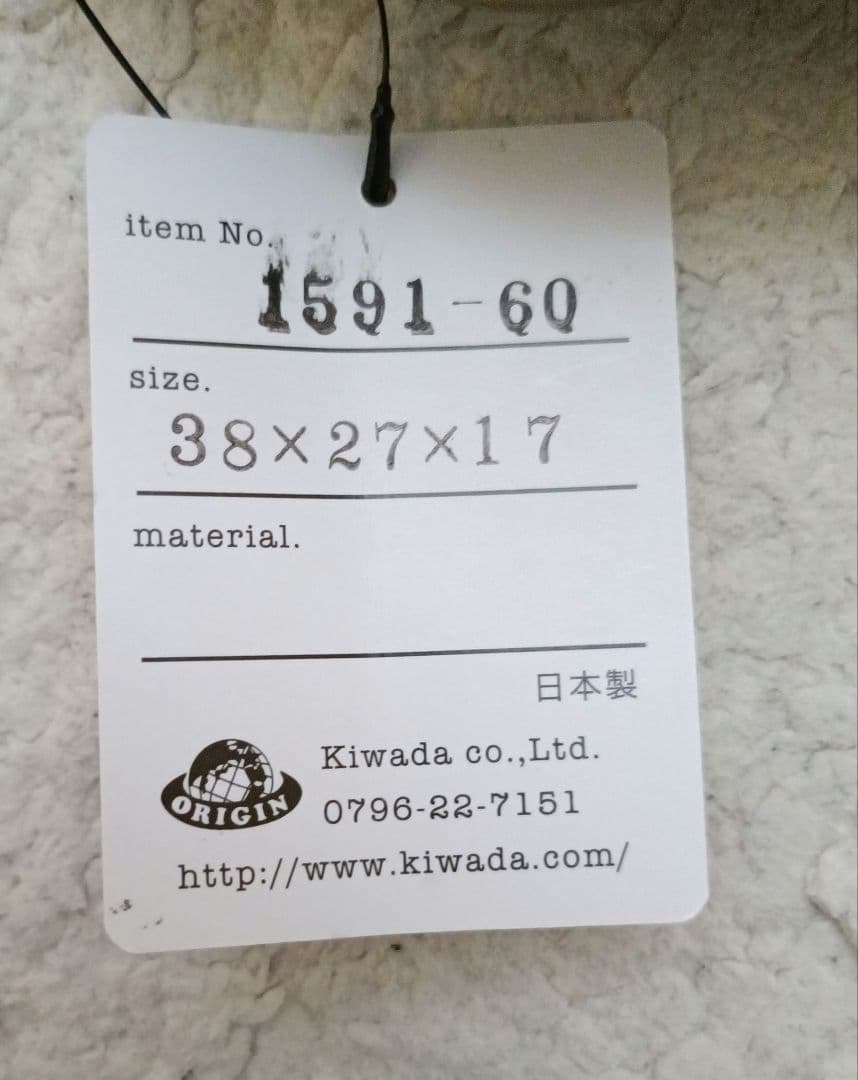 item No.
1591-60
size.
38×27×17
material.
日本製
ORIGIN
Kiwada co.,Ltd.
0796-22-7151
http://www.kiwada.com/